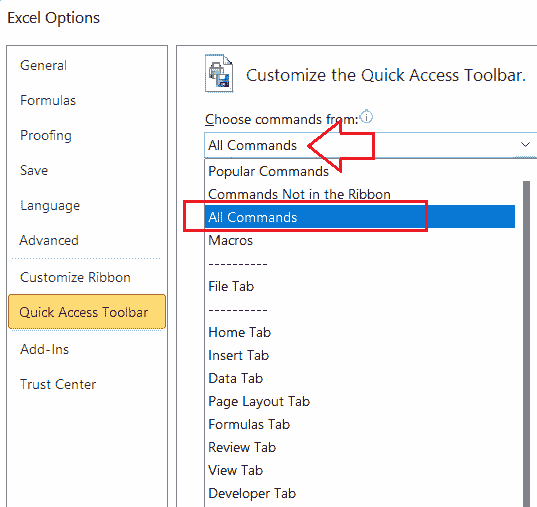 Excel Options
General
Formulas
Proofing
Save
Language
Advanced
Customize Ribbon
Quick Access Toolbar
Add-Ins
Trust Center
Customize the Quick Access Toolbar.
Choose commands from:
All Commands
Popular Commands
Commands Not in the Ribbon
All Commands
Macros
----------
File Tab
----------
Home Tab
Insert Tab
Data Tab
Page Layout Tab
Formulas Tab
Review Tab
View Tab
Developer Tab